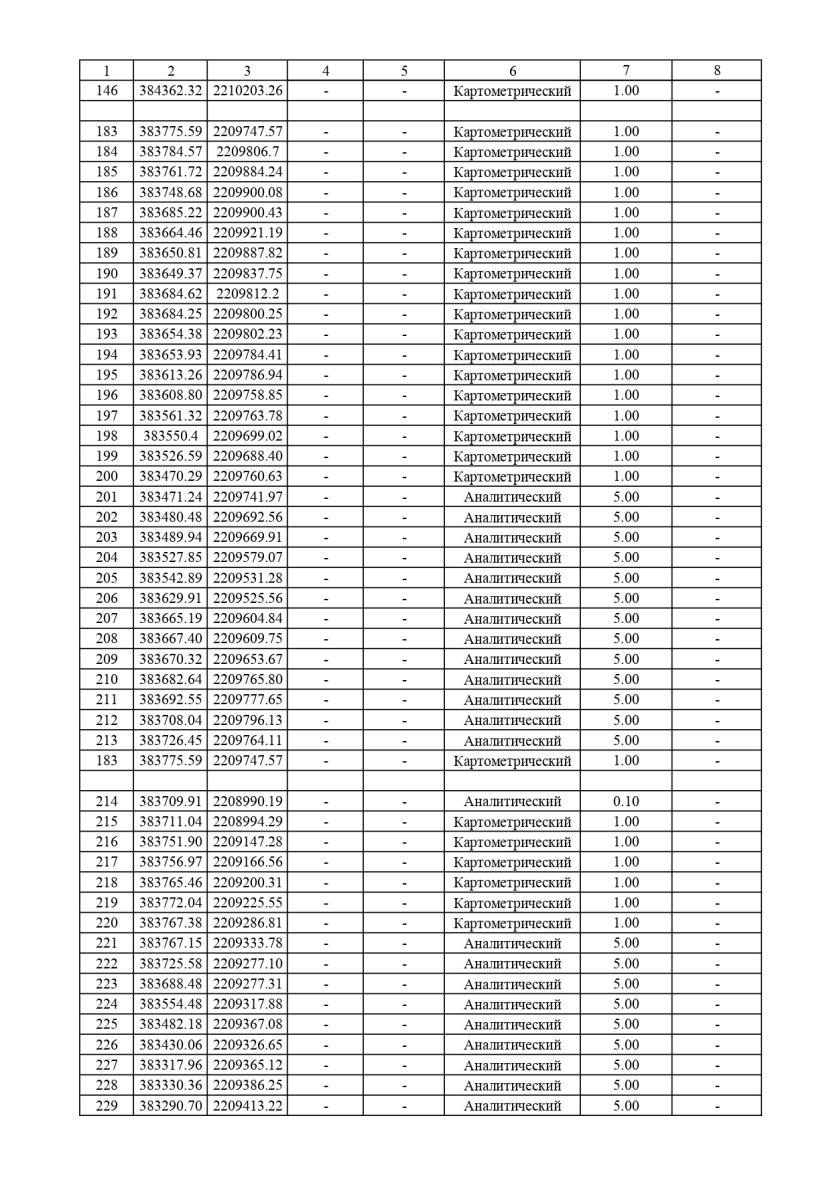 1 2 3 4 5 6 7 8
146 384362.32 2210203.26 - - Картометрический 1.00 -
183 383775.59 2209747.57 - - Картометрический 1.00 -
184 383784.57 2209806.7 - - Картометрический 1.00 -
185 383761.72 2209884.24 - - Картометрический 1.00 -
186 383748.68 2209900.08 - - Картометрический 1.00 -
187 383685.22 2209900.43 - - Картометрический 1.00 -
188 383664.46 2209921.19 - - Картометрический 1.00 -
189 383650.81 2209887.82 - - Картометрический 1.00 -
190 383649.37 2209837.75 - - Картометрический 1.00 -
191 383684.62 2209812.2 - - Картометрический 1.00 -
192 383684.25 2209800.25 - - Картометрический 1.00 -
193 383654.38 2209802.23 - - Картометрический 1.00 -
194 383653.93 2209784.41 - - Картометрический 1.00 -
195 383613.26 2209786.94 - - Картометрический 1.00 -
196 383608.80 2209758.85 - - Картометрический 1.00 -
197 383561.32 2209763.78 - - Картометрический 1.00 -
198 383550.4 2209699.02 - - Картометрический 1.00 -
199 383526.59 2209688.40 - - Картометрический 1.00 -
200 383470.29 2209760.63 - - Картометрический 1.00 -
201 383471.24 2209741.97 - - Аналитический 5.00 -
202 383480.48 2209692.56 - - Аналитический 5.00 -
203 383489.94 2209669.91 - - Аналитический 5.00 -
204 383527.85 2209579.07 - - Аналитический 5.00 -
205 383542.89 2209531.28 - - Аналитический 5.00 -
206 383629.91 2209525.56 - - Аналитический 5.00 -
207 383665.19 2209604.84 - - Аналитический 5.00 -
208 383667.40 2209609.75 - - Аналитический 5.00 -
209 383670.32 2209653.67 - - Аналитический 5.00 -
210 383682.64 2209765.80 - - Аналитический 5.00 -
211 383692.55 2209777.65 - - Аналитический 5.00 -
212 383708.04 2209796.13 - - Аналитический 5.00 -
213 383726.45 2209764.11 - - Аналитический 5.00 -
183 383775.59 2209747.57 - - Картометрический 1.00 -
214 383709.91 2208990.19 - - Аналитический 0.10 -
215 383711.04 2208994.29 - - Картометрический 1.00 -
216 383751.90 2209147.28 - - Картометрический 1.00 -
217 383756.97 2209166.56 - - Картометрический 1.00 -
218 383765.46 2209200.31 - - Картометрический 1.00 -
219 383772.04 2209225.55 - - Картометрический 1.00 -
220 383767.38 2209286.81 - - Картометрический 1.00 -
221 383767.15 2209333.78 - - Аналитический 5.00 -
222 383725.58 2209277.10 - - Аналитический 5.00 -
223 383688.48 2209277.31 - - Аналитический 5.00 -
224 383554.48 2209317.88 - - Аналитический 5.00 -
225 383482.18 2209367.08 - - Аналитический 5.00 -
226 383430.06 2209326.65 - - Аналитический 5.00 -
227 383317.96 2209365.12 - - Аналитический 5.00 -
228 383330.36 2209386.25 - - Аналитический 5.00 -
229 383290.70 2209413.22 - - Аналитический 5.00 -